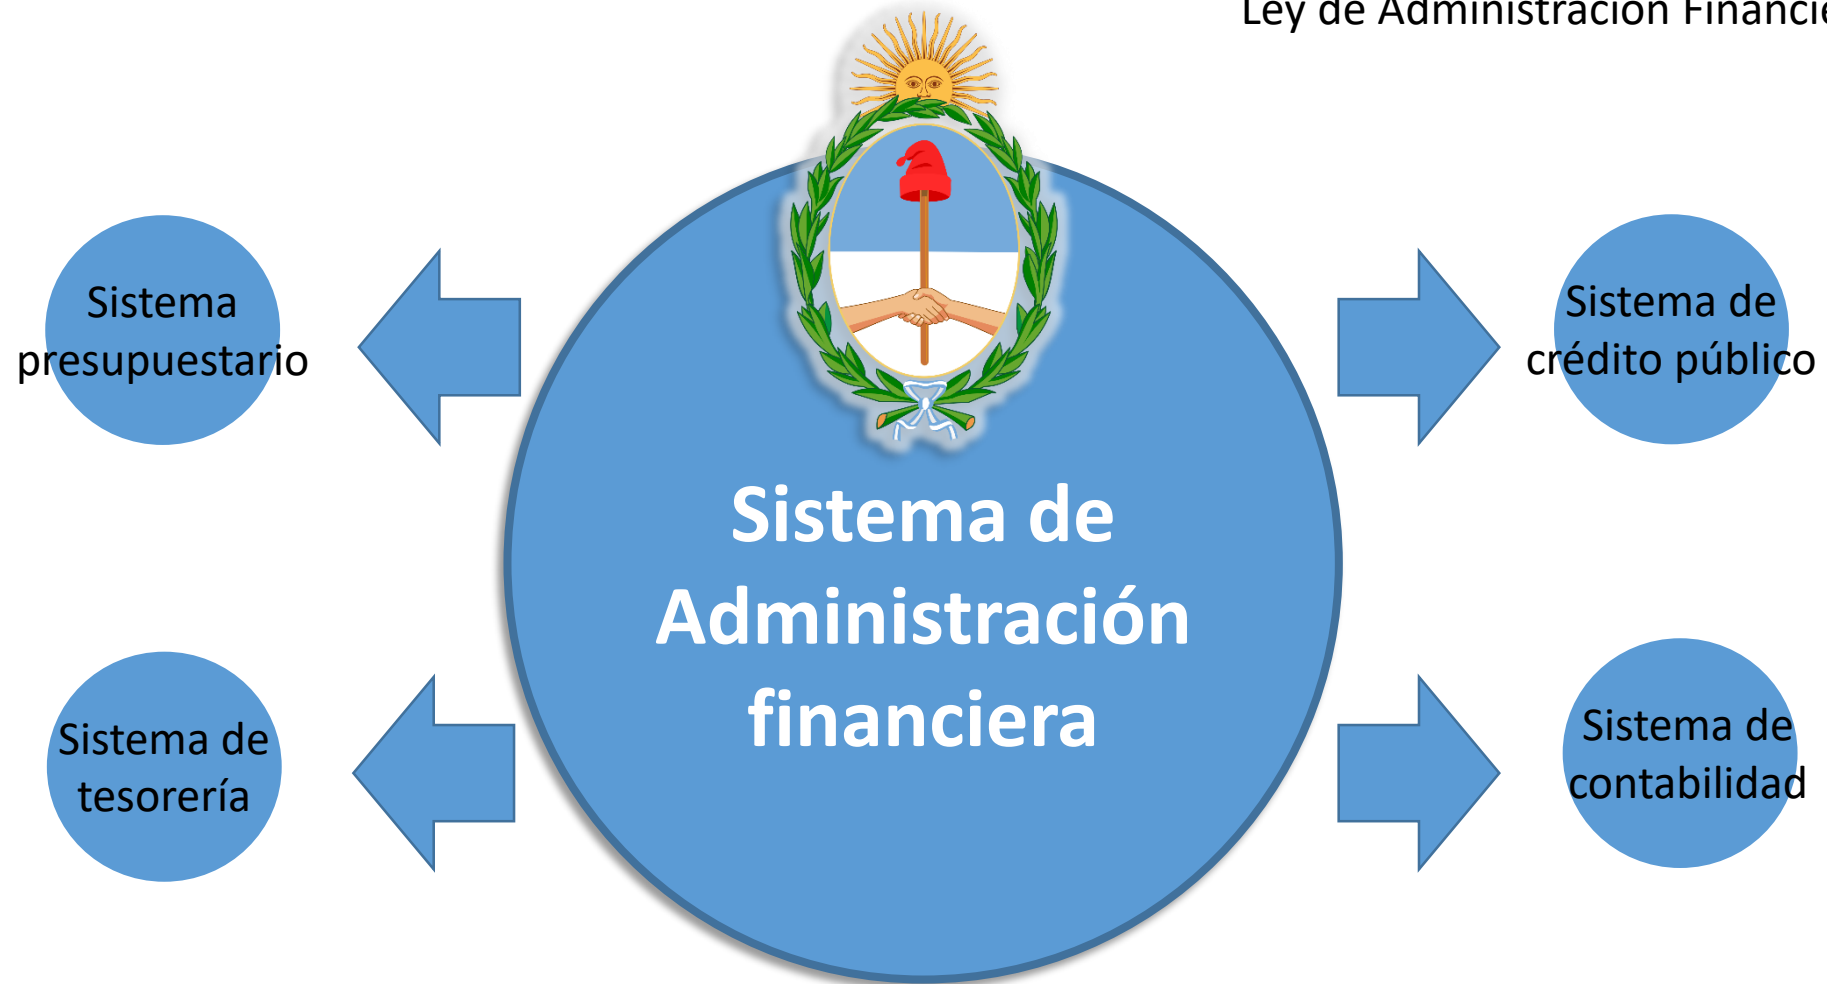 Ley de Administración
Sistema
presupuestario
Sistema de
crédito público
Sistema de
Administración
financiera
Sistema de
tesorería
Sistema de
contabilidad